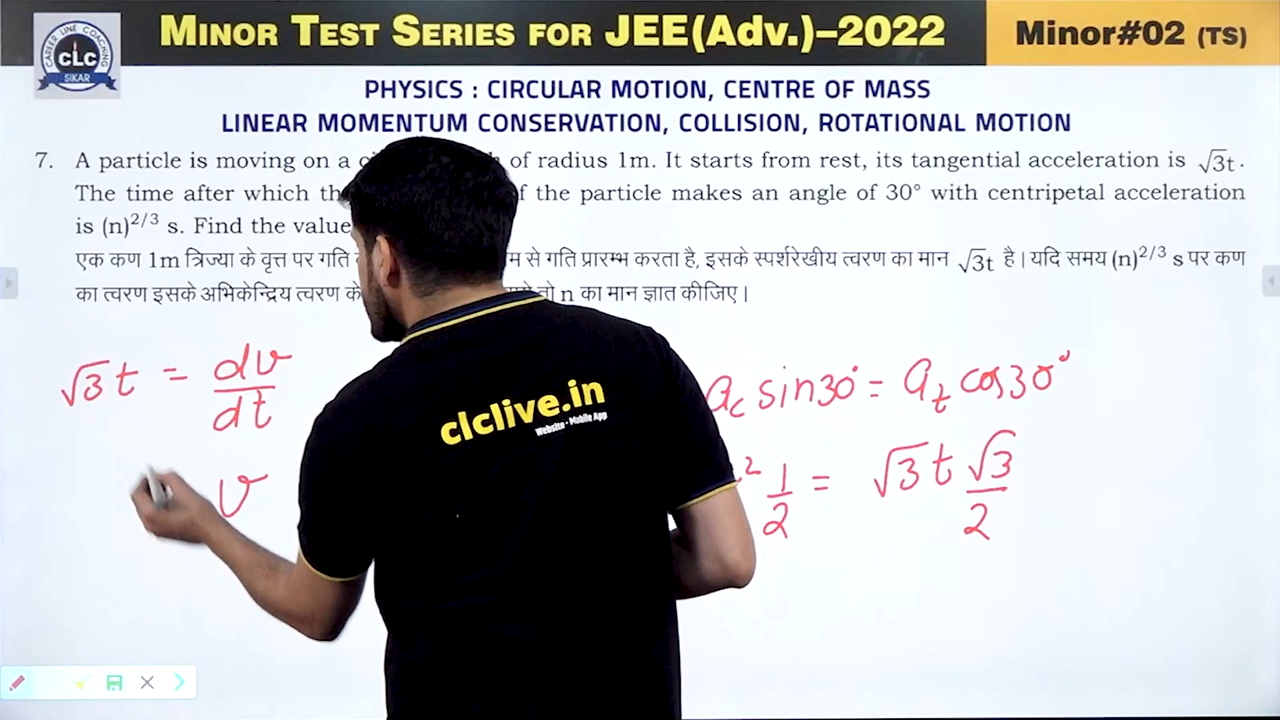 CAREER LINE COACHING
CLC
SIKAR
MINOR TEST SERIES FOR JEE(Adv.)–2022
Minor#02 (TS)
PHYSICS : CIRCULAR MOTION, CENTRE OF MASS
LINEAR MOMENTUM CONSERVATION, COLLISION, ROTATIONAL MOTION
7. A particle is moving on a of radius 1m. It starts from rest, its tangential acceleration is √3t.
The time after which of the particle makes an angle of 30° with centripetal acceleration
is (n)^2/3 s. Find the value
एक कण 1m त्रिज्या के वृत्त पर गति से गति प्रारम्भ करता है, इसके स्पर्शरेखीय त्वरण का मान √3t है। यदि समय (n)^2/3 s पर कण
का त्वरण इसके अभिकेन्द्रिय त्वरण के तो n का मान ज्ञात कीजिए।
√3 t = dv/dt
a_c sin30° = a_t cos30°
v
² 1/2 = √3 t √3/2
clclive.in
Website - Mobile App